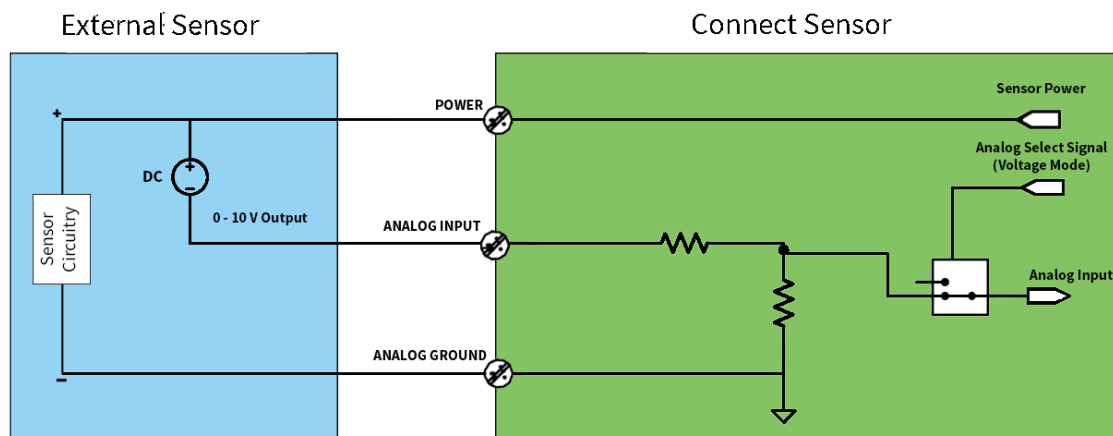 External Sensor
Connect Sensor
POWER
Sensor Power
Analog Select Signal
(Voltage Mode)
+
DC
+
−
0 - 10 V Output
ANALOG INPUT
Sensor
Circuitry
Analog Input
ANALOG GROUND
−